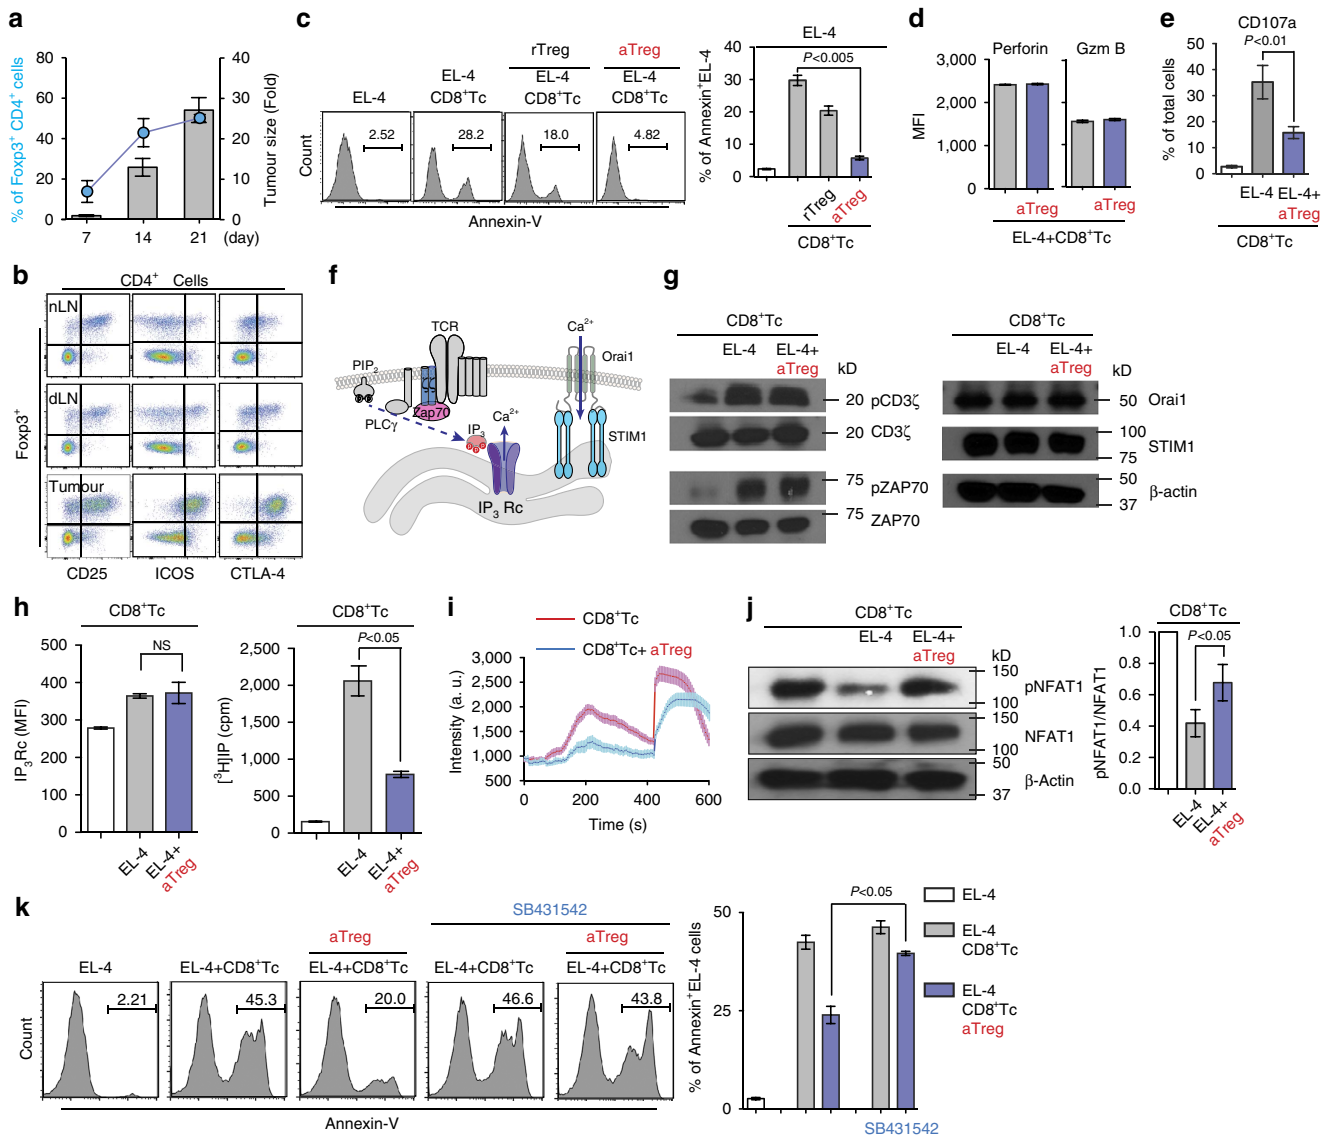 a
% of Foxp3⁺ CD4⁺ cells
80
60
40
20
0
40
30
20
10
0
Tumour size (Fold)
7 14 21 (day)
b
CD4⁺ Cells
nLN
dLN
Tumour
Foxp3⁺
CD25 ICOS CTLA-4
c
rTreg aTreg
EL-4
EL-4 CD8⁺Tc
EL-4 CD8⁺Tc
EL-4 CD8⁺Tc
2.52 28.2 18.0 4.82
Count
Annexin-V
EL-4
P<0.005
% of Annexin⁺EL-4
50
40
30
20
10
0
rTreg
aTreg
CD8⁺Tc
d
MFI
3,000
2,000
1,000
0
Perforin Gzm B
aTreg aTreg
EL-4+CD8⁺Tc
e
CD107a
P<0.01
% of total cells
50
40
30
20
10
0
EL-4 EL-4+
aTreg
CD8⁺Tc
f
TCR
Ca²⁺
Orai1
PIP₂
Zap70
PLCγ
IP₃
P P P
Ca²⁺
STIM1
IP₃ Rc
g
CD8⁺Tc
EL-4 EL-4+
aTreg
kD
20 pCD3ζ
20 CD3ζ
75 pZAP70
75 ZAP70
CD8⁺Tc
EL-4 EL-4+
aTreg
kD
50 Orai1
100
STIM1
75
50
β-actin
37
h
CD8⁺Tc
NS
IP₃Rc (MFI)
500
400
300
200
100
0
EL-4
EL-4+
aTreg
CD8⁺Tc
P<0.05
[³H]IP (cpm)
2,500
2,000
1,500
1,000
500
0
EL-4
EL-4+
aTreg
i
CD8⁺Tc
CD8⁺Tc+ aTreg
Intensity (a. u.)
3,000
2,500
2,000
1,500
1,000
500
0 200 400 600
Time (s)
j
CD8⁺Tc
EL-4 EL-4+
aTreg
kD
150
pNFAT1
100
150
NFAT1
100
50
β-Actin
37
CD8⁺Tc
P<0.05
pNFAT1/NFAT1
1.0
0.8
0.6
0.4
0.2
0.0
EL-4
EL-4+
aTreg
k
SB431542
aTreg aTreg
EL-4 EL-4+CD8⁺Tc EL-4+CD8⁺Tc EL-4+CD8⁺Tc EL-4+CD8⁺Tc
2.21 45.3 20.0 46.6 43.8
Count
Annexin-V
P<0.05
% of Annexin⁺EL-4 cells
50
25
0
SB431542
EL-4
EL-4
CD8⁺Tc
EL-4
CD8⁺Tc
aTreg